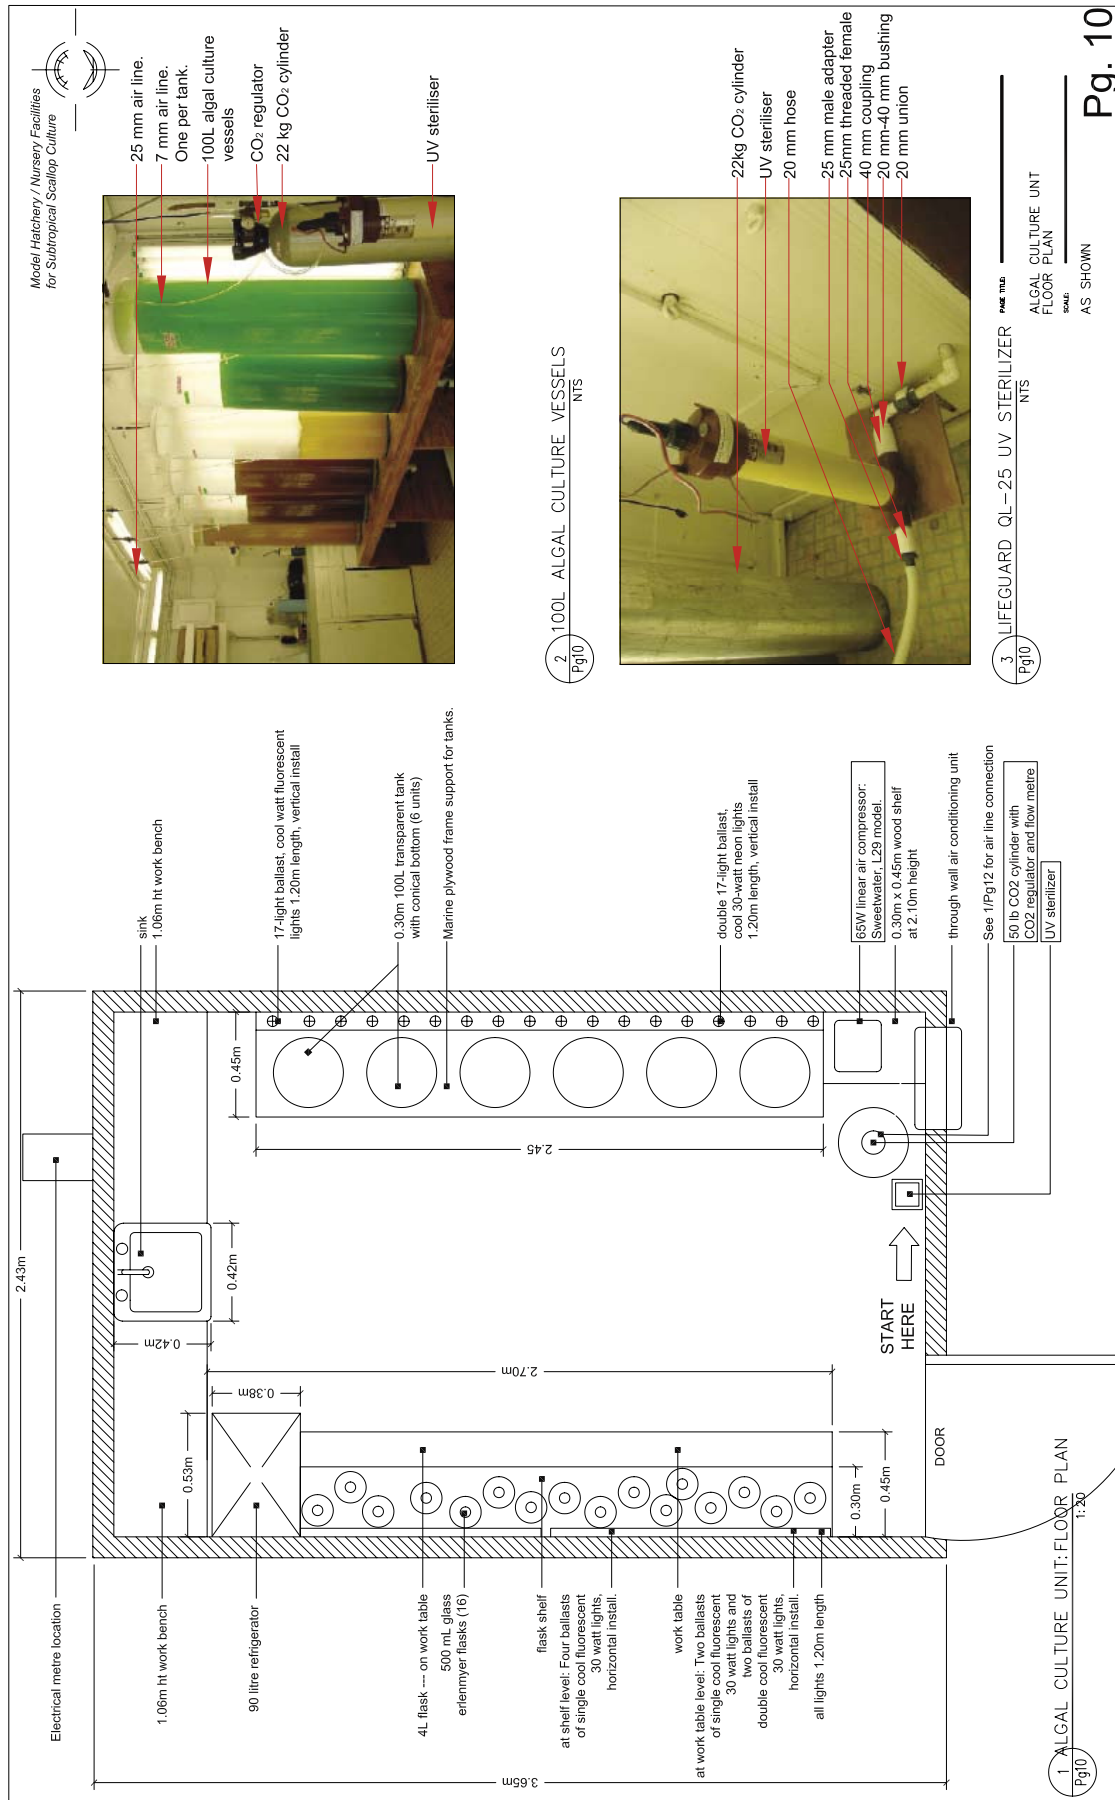 Model Hatchery / Nursery Facilities
for Subtropical Scallop Culture
25 mm air line.
7 mm air line.
One per tank.
100L algal culture
vessels
CO2 regulator
22 kg CO2 cylinder
UV steriliser
2
Pg10
100L ALGAL CULTURE VESSELS
NTS
22kg CO2 cylinder
UV steriliser
20 mm hose
25 mm male adapter
25mm threaded female
40 mm coupling
20 mm-40 mm bushing
20 mm union
3
Pg10
LIFEGUARD QL-25 UV STERILIZER
NTS
PAGE TITLE:
ALGAL CULTURE UNIT
FLOOR PLAN
SCALE:
AS SHOWN
Pg. 10
sink
1.06m ht work bench
17-light ballast, cool watt fluorescent
lights 1.20m length, vertical install
0.30m 100L transparent tank
with conical bottom (6 units)
Marine plywood frame support for tanks.
double 17-light ballast,
cool 30-watt neon lights
1.20m length, vertical install
65W linear air compressor:
Sweetwater, L29 model.
0.30m x 0.45m wood shelf
at 2.10m height
through wall air conditioning unit
See 1/Pg12 for air line connection
50 lb CO2 cylinder with
CO2 regulator and flow metre
UV sterilizer
2.43m
0.45m
2.45
0.42m
0.42m
0.38m
0.53m
2.70m
0.30m
0.45m
3.65m
START
HERE
DOOR
Electrical metre location
1.06m ht work bench
90 litre refrigerator
4L flask --- on work table
500 mL glass
erlenmyer flasks (16)
flask shelf
at shelf level: Four ballasts
of single cool fluorescent
30 watt lights,
horizontal install.
work table
at work table level: Two ballasts
of single cool fluorescent
30 watt lights and
two ballasts of
double cool fluorescent
30 watt lights,
horizontal install.
all lights 1.20m length
1
Pg10
ALGAL CULTURE UNIT: FLOOR PLAN
1:20